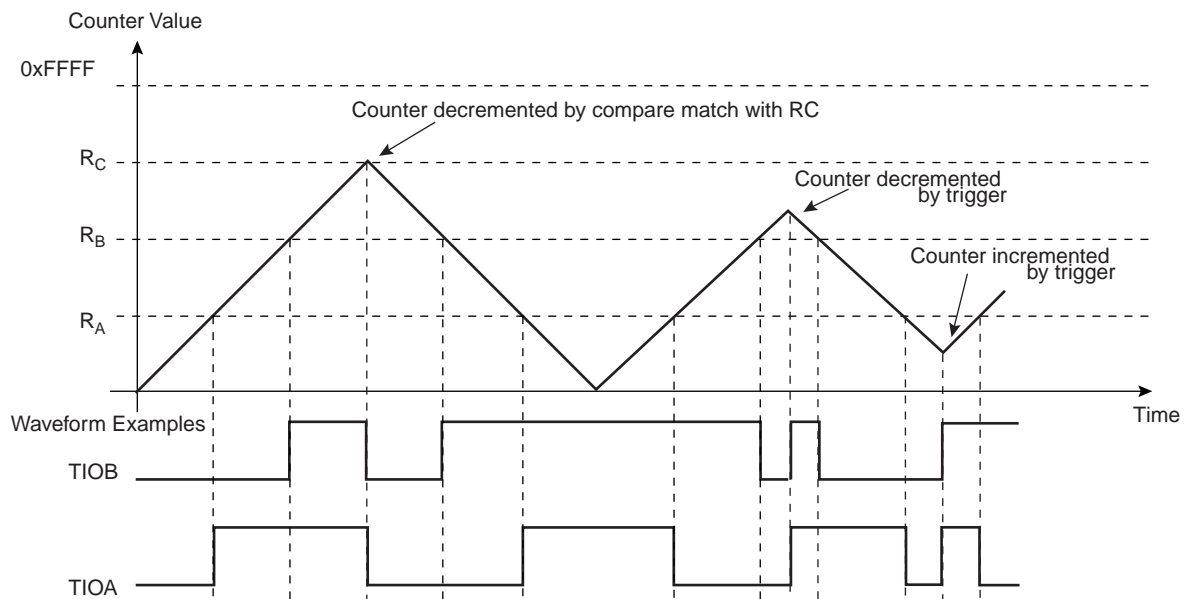 Counter Value
0xFFFF
Counter decremented by compare match with RC
RC
Counter decremented
by trigger
RB
Counter incremented
by trigger
RA
Time
Waveform Examples
TIOB
TIOA